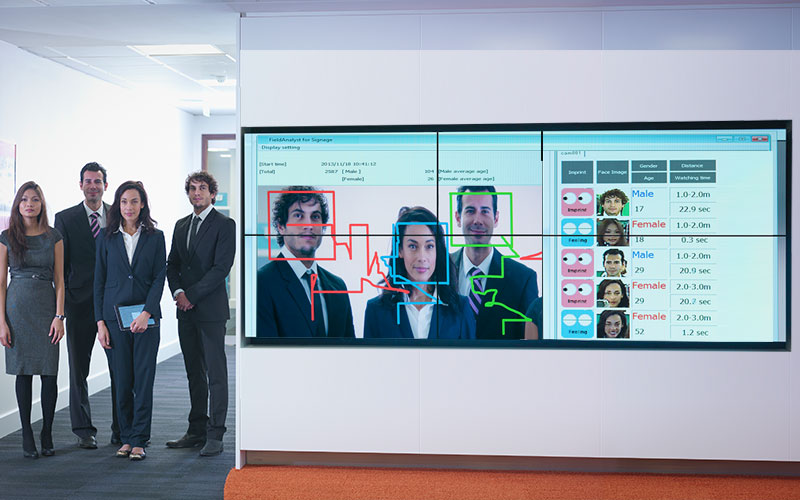 FieldAnalyst for Signage
Display setting
[Start time] 2013/11/16 10:41:12
[Total] 2587 [ Male ] 104 [Male average age]
[Female] 26 [Female average age]
cam001
Imprint Face Image Gender Distance
Age Watching time
Imprint Male 1.0-2.0m
17 22.9 sec
Feeling Female 1.0-2.0m
18 0.3 sec
Imprint Male 1.0-2.0m
29 20.9 sec
Imprint Female 2.0-3.0m
29 20.? sec
Feeling Female 2.0-3.0m
52 1.2 sec